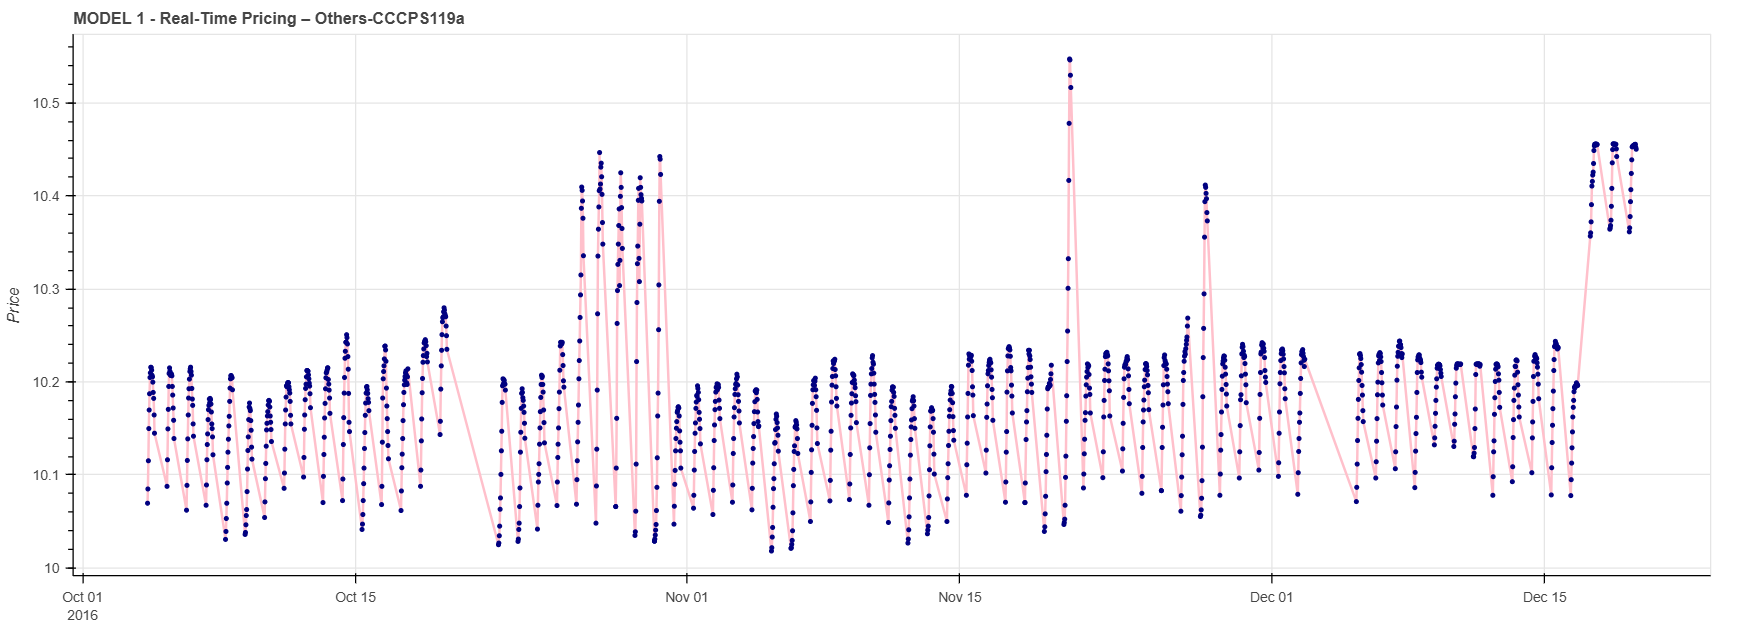 MODEL 1 - Real-Time Pricing – Others-CCCPS119a
10.5
10.4
10.3
10.2
10.1
10
Price
Oct 01
2016
Oct 15
Nov 01
Nov 15
Dec 01
Dec 15